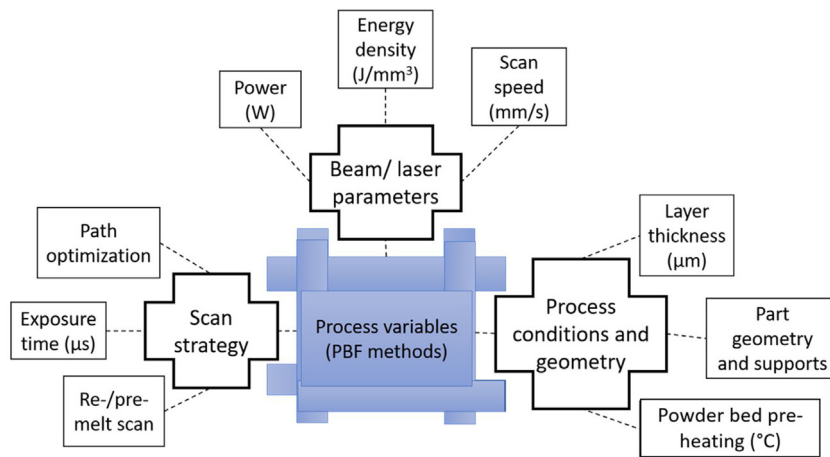 Energy
density
(J/mm³)
Scan
speed
(mm/s)
Power
(W)
Beam/ laser
parameters
Path
optimization
Layer
thickness
(µm)
Exposure
time (µs)
Scan
strategy
Process variables
(PBF methods)
Process
conditions and
geometry
Part
geometry
and supports
Re-/pre-
melt scan
Powder bed pre-
heating (°C)